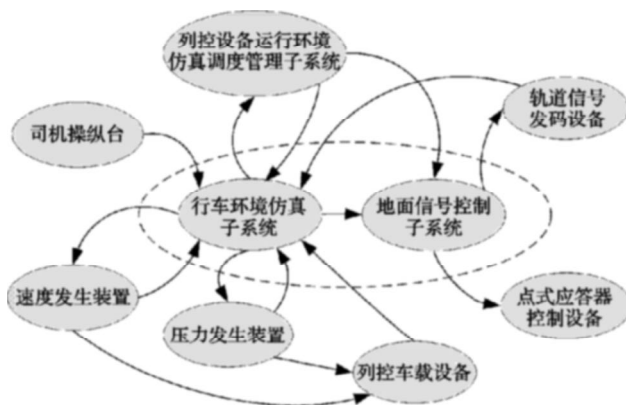 列控设备运行环境
仿真调度管理子系统
轨道信号
发码设备
司机操纵台
行车环境仿真
子系统
地面信号控制
子系统
速度发生装置
点式应答器
控制设备
压力发生装置
列控车载设备